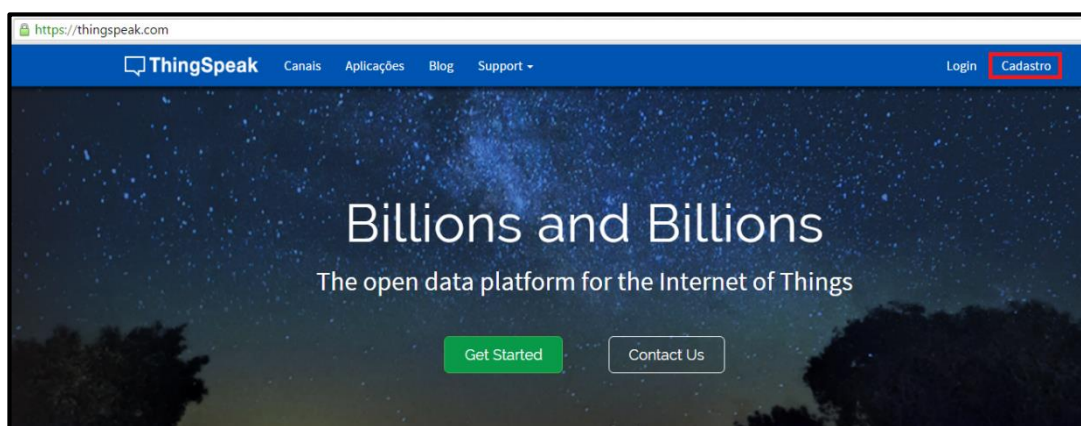 https://thingspeak.com
ThingSpeak Canais Aplicações Blog Support Login Cadastro
Billions and Billions
The open data platform for the Internet of Things
Get Started Contact Us